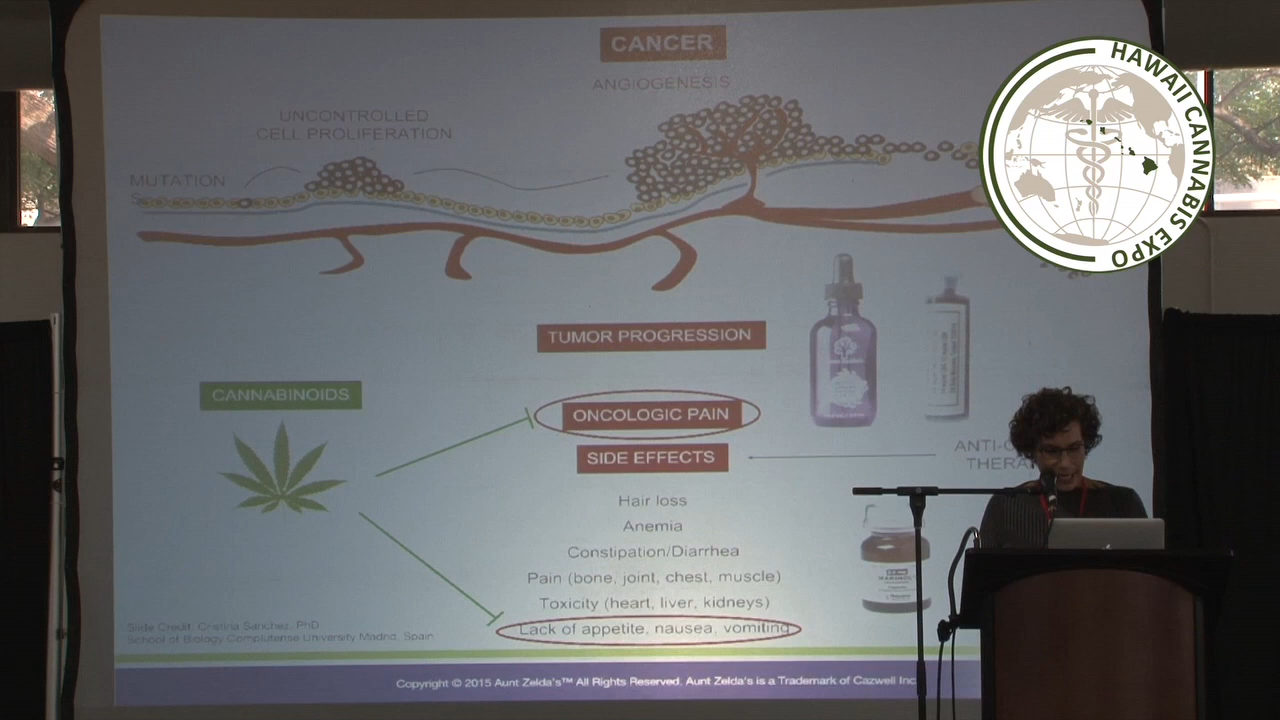 CANCER
ANGIOGENESIS
UNCONTROLLED
CELL PROLIFERATION
MUTATION
S
HAWAII CANNABIS EXPO
TUMOR PROGRESSION
CANNABINOIDS
ONCOLOGIC PAIN
SIDE EFFECTS
ANTI-
THERA
Hair loss
Anemia
Constipation/Diarrhea
Pain (bone, joint, chest, muscle)
Toxicity (heart, liver, kidneys)
Lack of appetite, nausea, vomiting
Slide Credit: Cristina Sanchez, PhD
School of Biology Complutense University Madrid, Spain
Copyright © 2015 Aunt Zelda's™ All Rights Reserved. Aunt Zelda's is a Trademark of Cazwell Inc